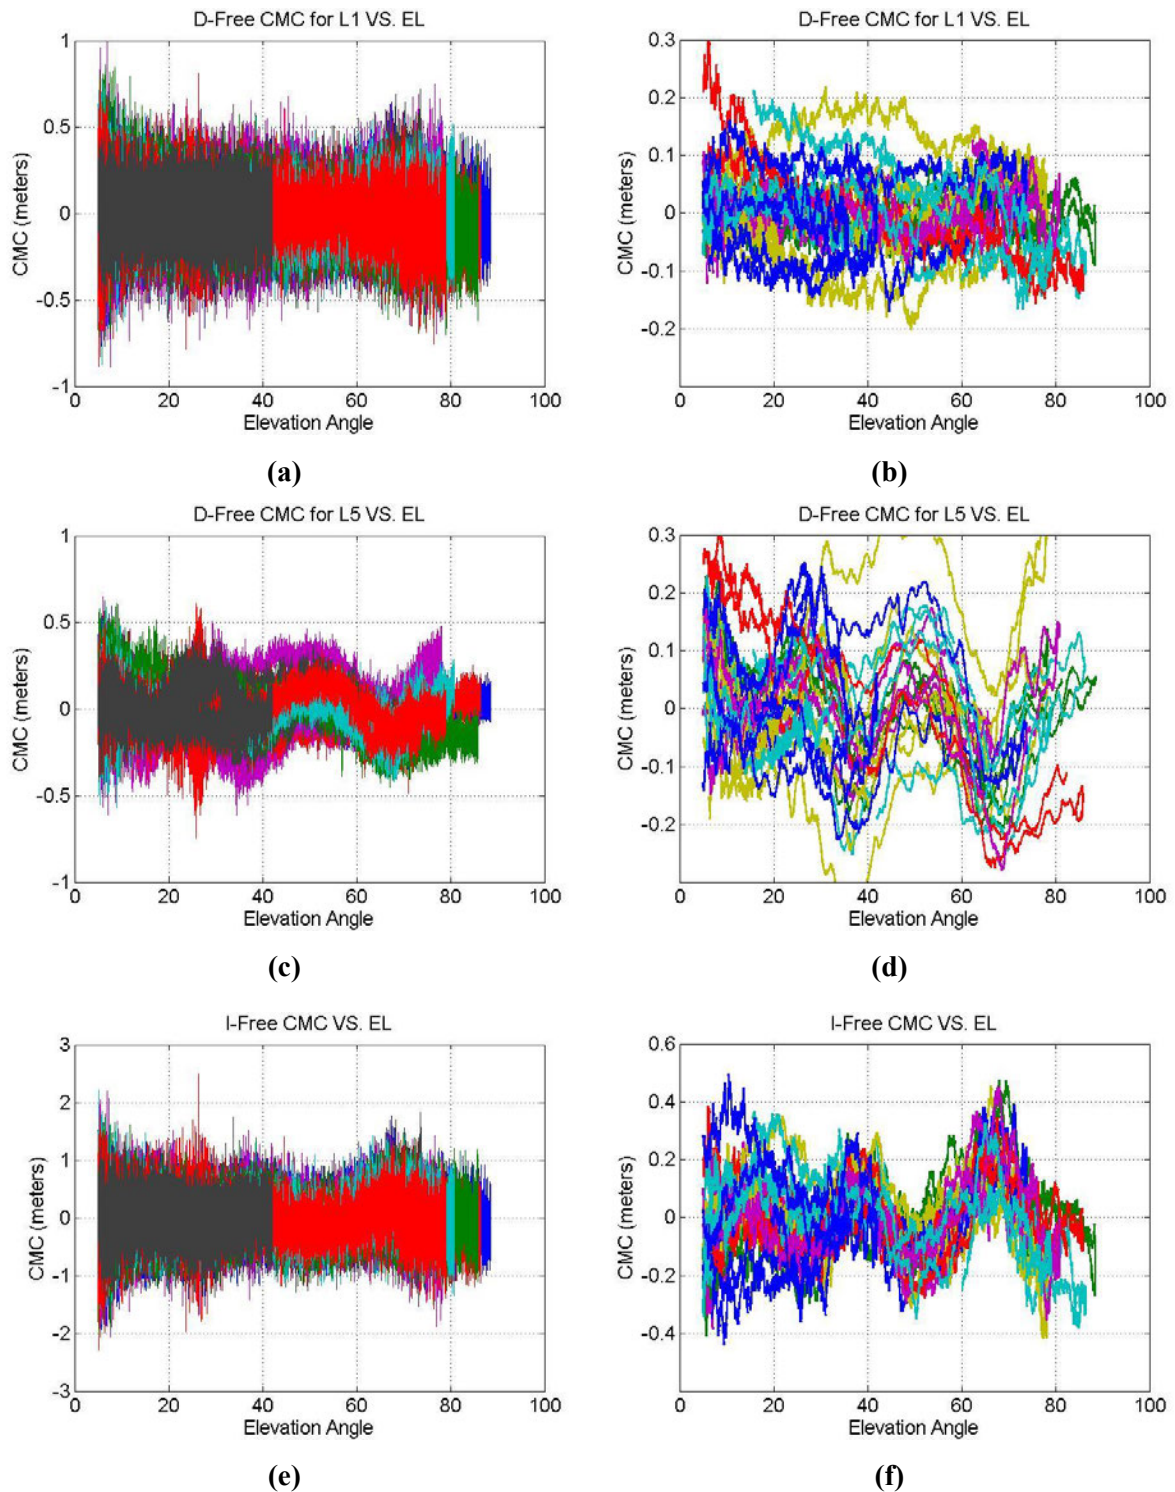 D-Free CMC for L1 VS. EL
1
0.5
0
-0.5
-1
CMC (meters)
0 20 40 60 80 100
Elevation Angle
(a)
D-Free CMC for L1 VS. EL
0.3
0.2
0.1
0
-0.1
-0.2
CMC (meters)
0 20 40 60 80 100
Elevation Angle
(b)
D-Free CMC for L5 VS. EL
1
0.5
0
-0.5
-1
CMC (meters)
0 20 40 60 80 100
Elevation Angle
(c)
D-Free CMC for L5 VS. EL
0.3
0.2
0.1
0
-0.1
-0.2
CMC (meters)
0 20 40 60 80 100
Elevation Angle
(d)
I-Free CMC VS. EL
3
2
1
0
-1
-2
-3
CMC (meters)
0 20 40 60 80 100
Elevation Angle
(e)
I-Free CMC VS. EL
0.6
0.4
0.2
0
-0.2
-0.4
CMC (meters)
0 20 40 60 80 100
Elevation Angle
(f)